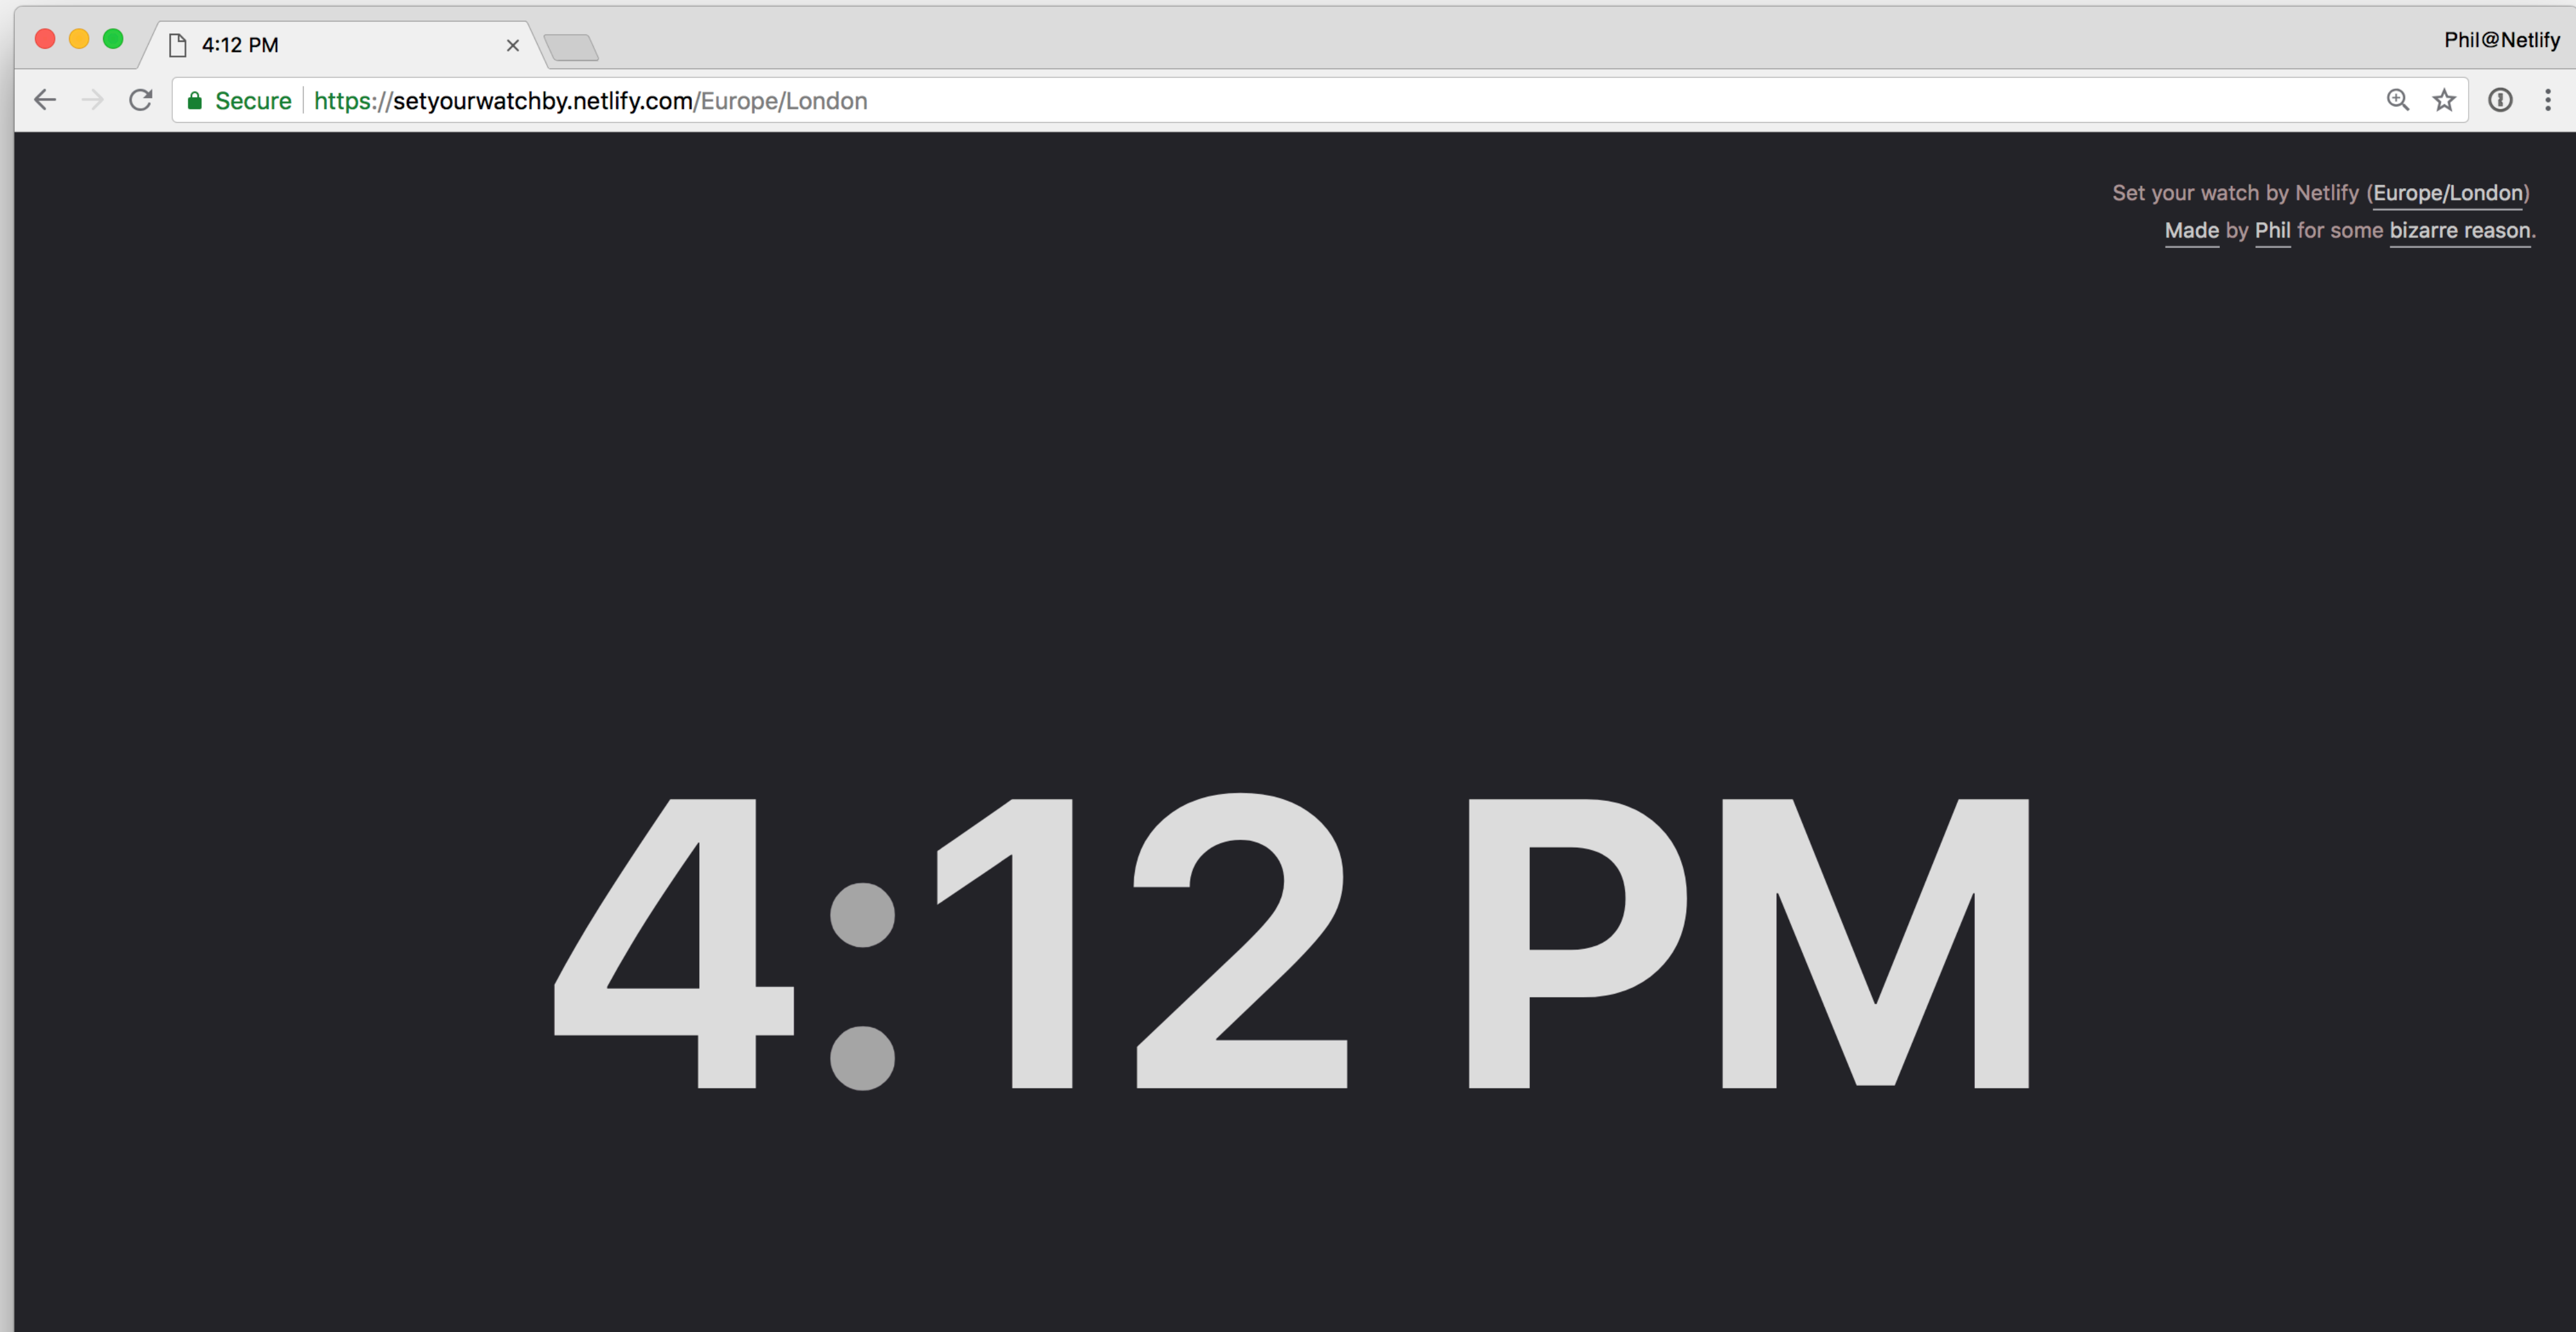 4:12 PM
Phil@Netlify
Secure https://setyourwatchby.netlify.com/Europe/London
Set your watch by Netlify (Europe/London)
Made by Phil for some bizarre reason.
4:12 PM